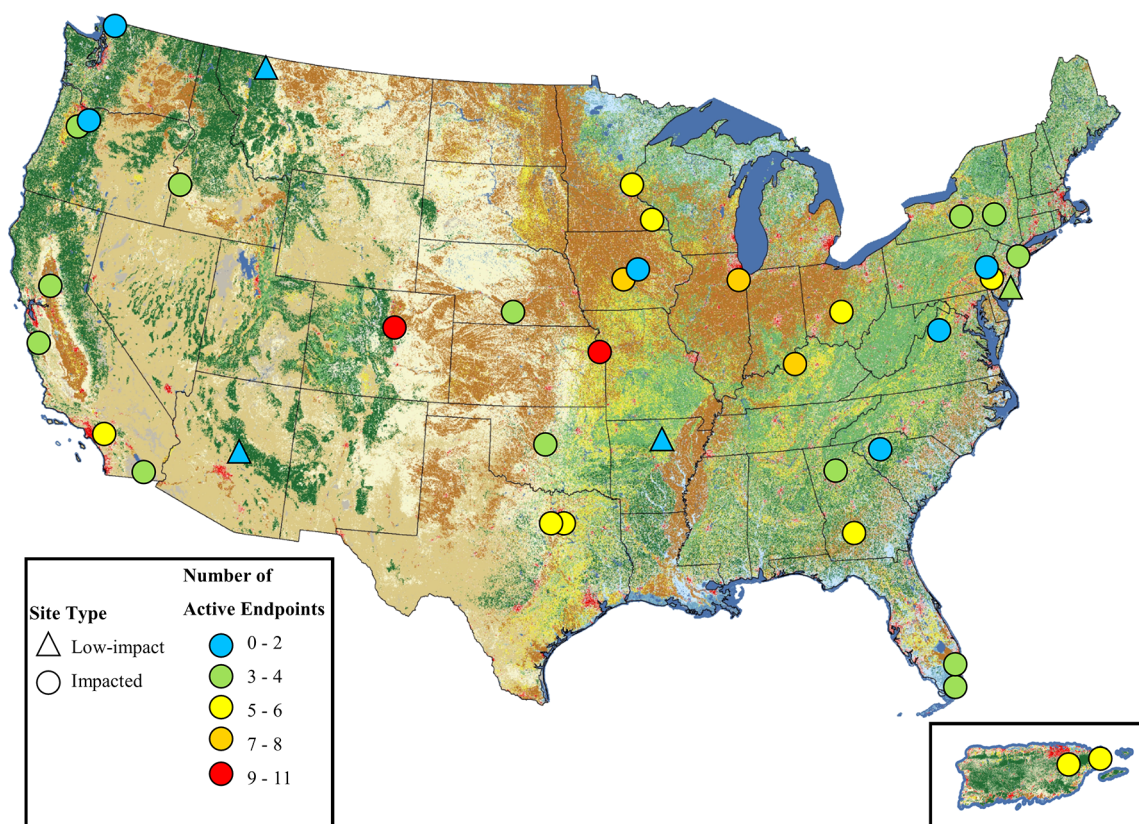 Number of
Active Endpoints
Site Type
Low-impact
Impacted
0 - 2
3 - 4
5 - 6
7 - 8
9 - 11